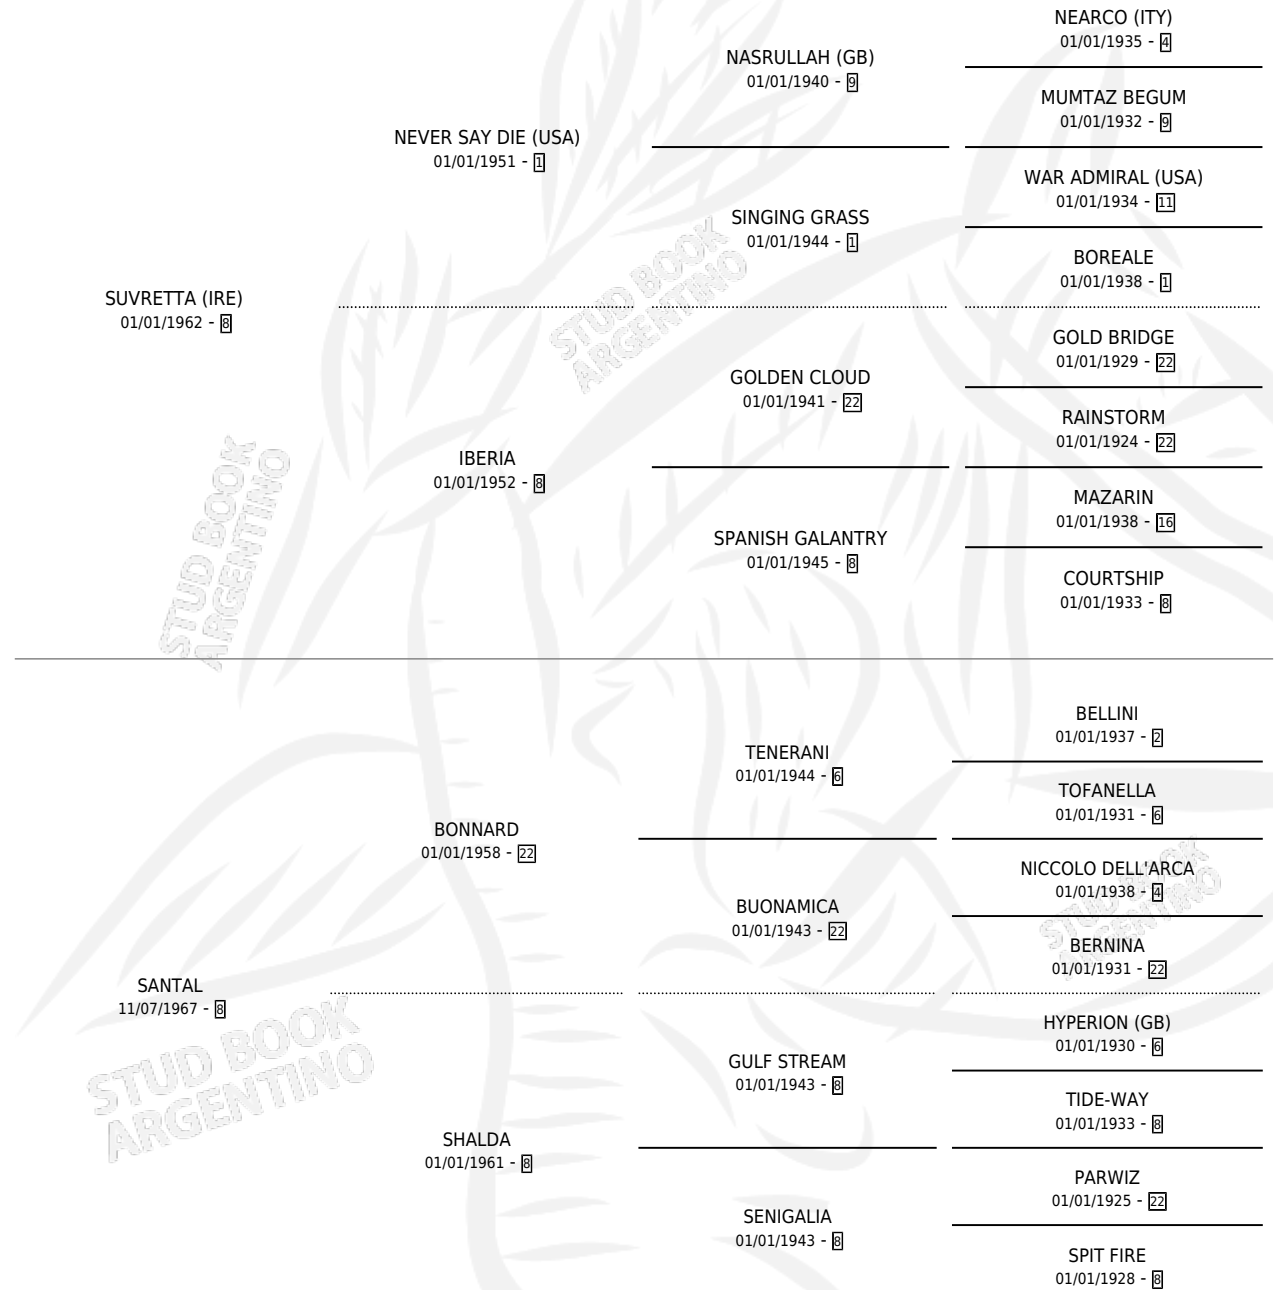 NEARCO (ITY)
01/01/1935 - 4
NASRULLAH (GB)
01/01/1940 - 9
MUMTAZ BEGUM
01/01/1932 - 9
NEVER SAY DIE (USA)
01/01/1951 - 1
WAR ADMIRAL (USA)
01/01/1934 - 11
SINGING GRASS
01/01/1944 - 1
BOREALE
01/01/1938 - 1
SUVRETTA (IRE)
01/01/1962 - 8
GOLD BRIDGE
01/01/1929 - 22
GOLDEN CLOUD
01/01/1941 - 22
RAINSTORM
01/01/1924 - 22
IBERIA
01/01/1952 - 8
MAZARIN
01/01/1938 - 16
SPANISH GALANTRY
01/01/1945 - 8
COURTSHIP
01/01/1933 - 8
BELLINI
01/01/1937 - 2
TENERANI
01/01/1944 - 6
TOFANELLA
01/01/1931 - 6
BONNARD
01/01/1958 - 22
NICCOLO DELL'ARCA
01/01/1938 - 4
BUONAMICA
01/01/1943 - 22
BERNINA
01/01/1931 - 22
SANTAL
11/07/1967 - 8
HYPERION (GB)
01/01/1930 - 6
GULF STREAM
01/01/1943 - 8
TIDE-WAY
01/01/1933 - 8
SHALDA
01/01/1961 - 8
PARWIZ
01/01/1925 - 22
SENIGALIA
01/01/1943 - 8
SPIT FIRE
01/01/1928 - 8
STUD BOOK
ARGENTINO
STUD BOOK
ARGENTINO
STUD BOOK
ARGENTINO
STUD BOOK
ARGENTINO